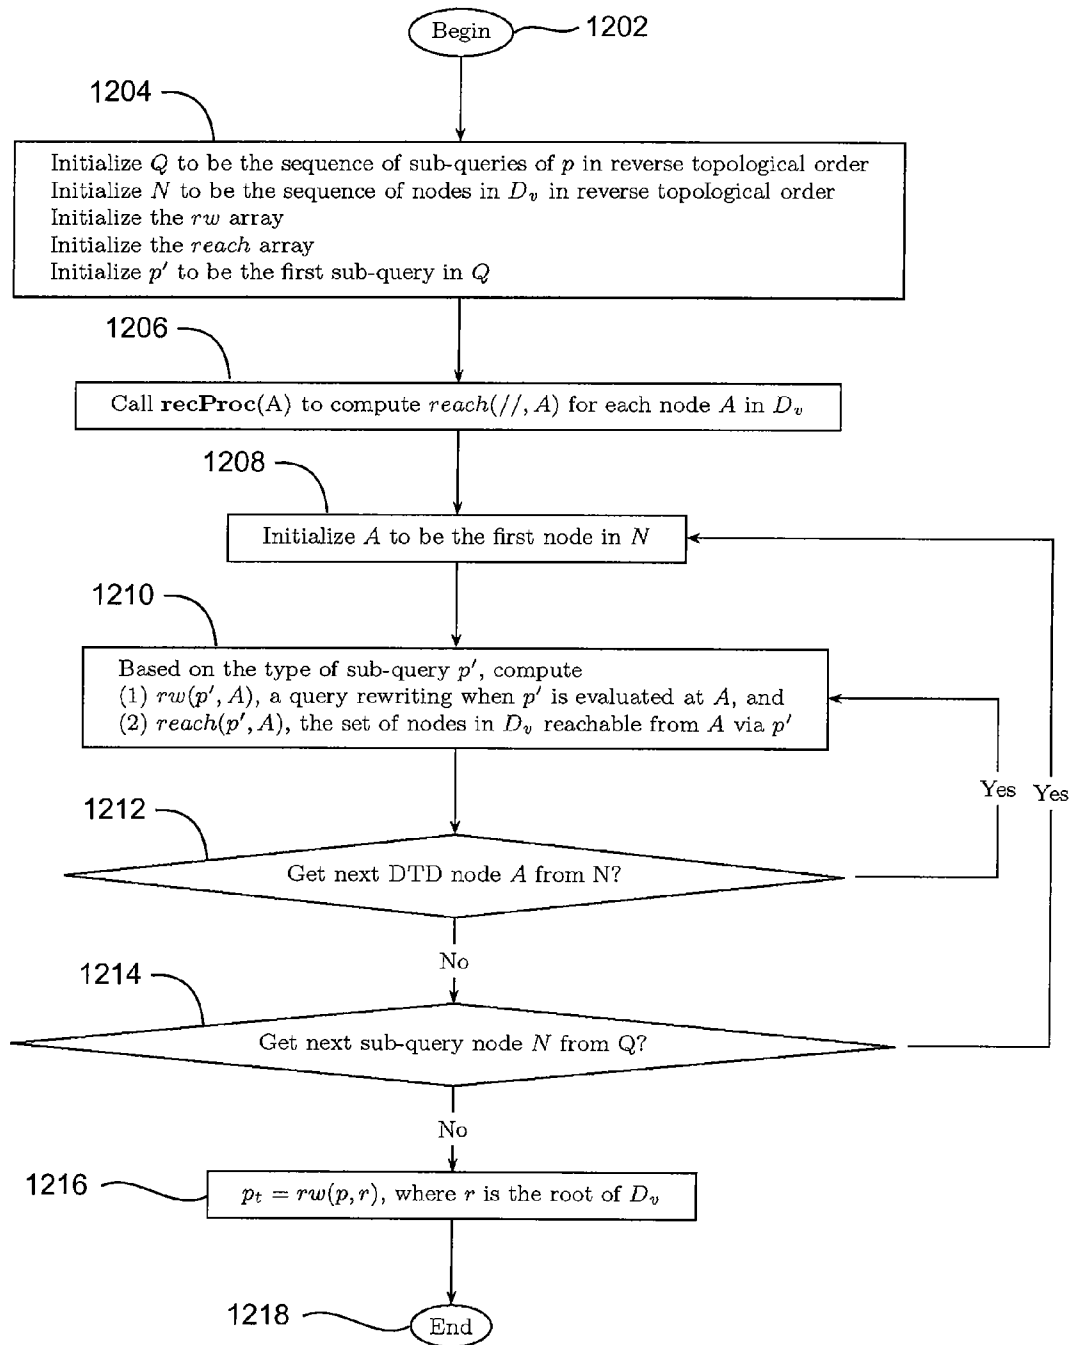 Begin
1202
1204
Initialize Q to be the sequence of sub-queries of p in reverse topological order
Initialize N to be the sequence of nodes in Dv in reverse topological order
Initialize the rw array
Initialize the reach array
Initialize p′ to be the first sub-query in Q
1206
Call recProc(A) to compute reach(//, A) for each node A in Dv
1208
Initialize A to be the first node in N
1210
Based on the type of sub-query p′, compute
(1) rw(p′, A), a query rewriting when p′ is evaluated at A, and
(2) reach(p′, A), the set of nodes in Dv reachable from A via p′
Yes
Yes
1212
Get next DTD node A from N?
No
1214
Get next sub-query node N from Q?
No
1216
pt = rw(p, r), where r is the root of Dv
1218
End